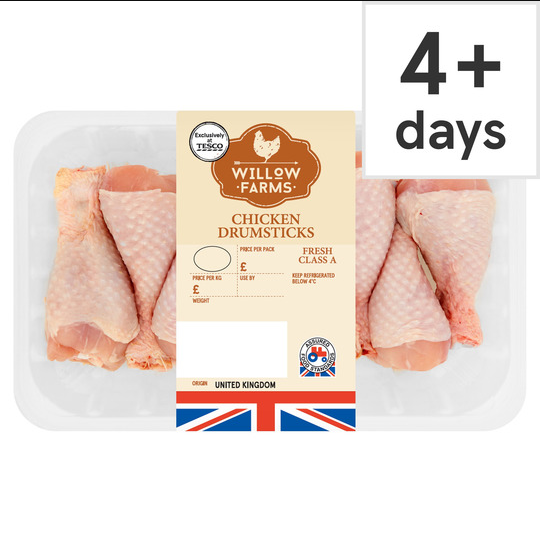 4+
days
Exclusively
at
TESCO
WILLOW
FARMS
CHICKEN
DRUMSTICKS
PRICE PER PACK
£
FRESH
CLASS A
PRICE PER KG
£
USE BY
KEEP REFRIGERATED
BELOW 4°C
WEIGHT
ASSURED
FOOD STANDARDS
ORIGIN UNITED KINGDOM